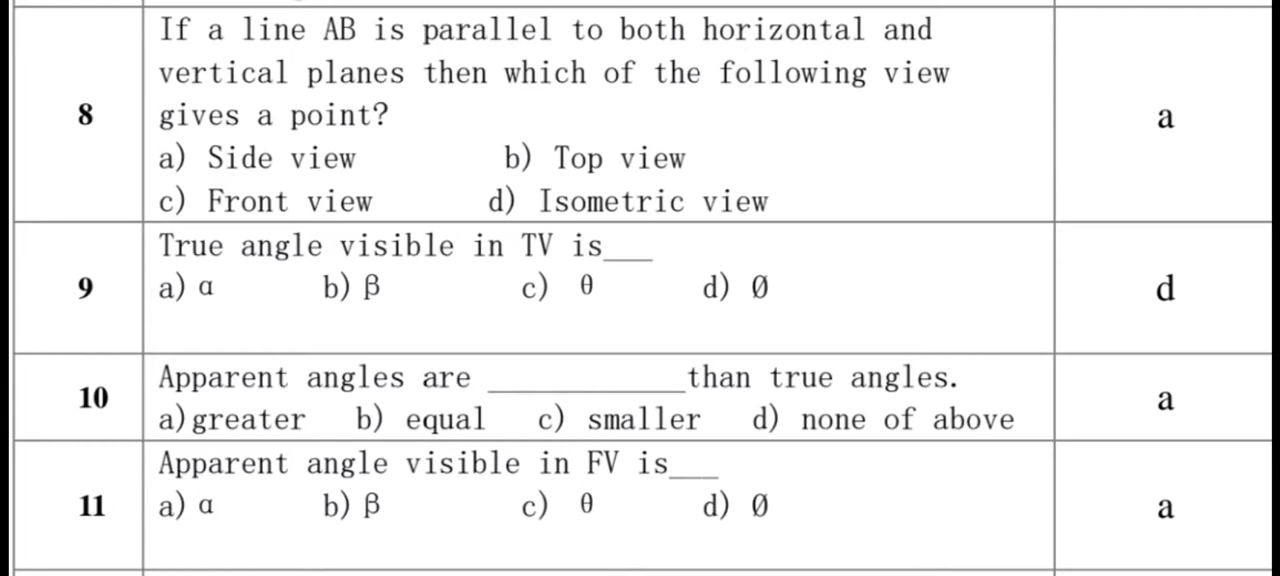 8
If a line AB is parallel to both horizontal and
vertical planes then which of the following view
gives a point?
a) Side view b) Top view
c) Front view d) Isometric view
a
9
True angle visible in TV is___
a) α b) β c) θ d) Ø
d
10
Apparent angles are ____________than true angles.
a)greater b) equal c) smaller d) none of above
a
11
Apparent angle visible in FV is___
a) α b) β c) θ d) Ø
a